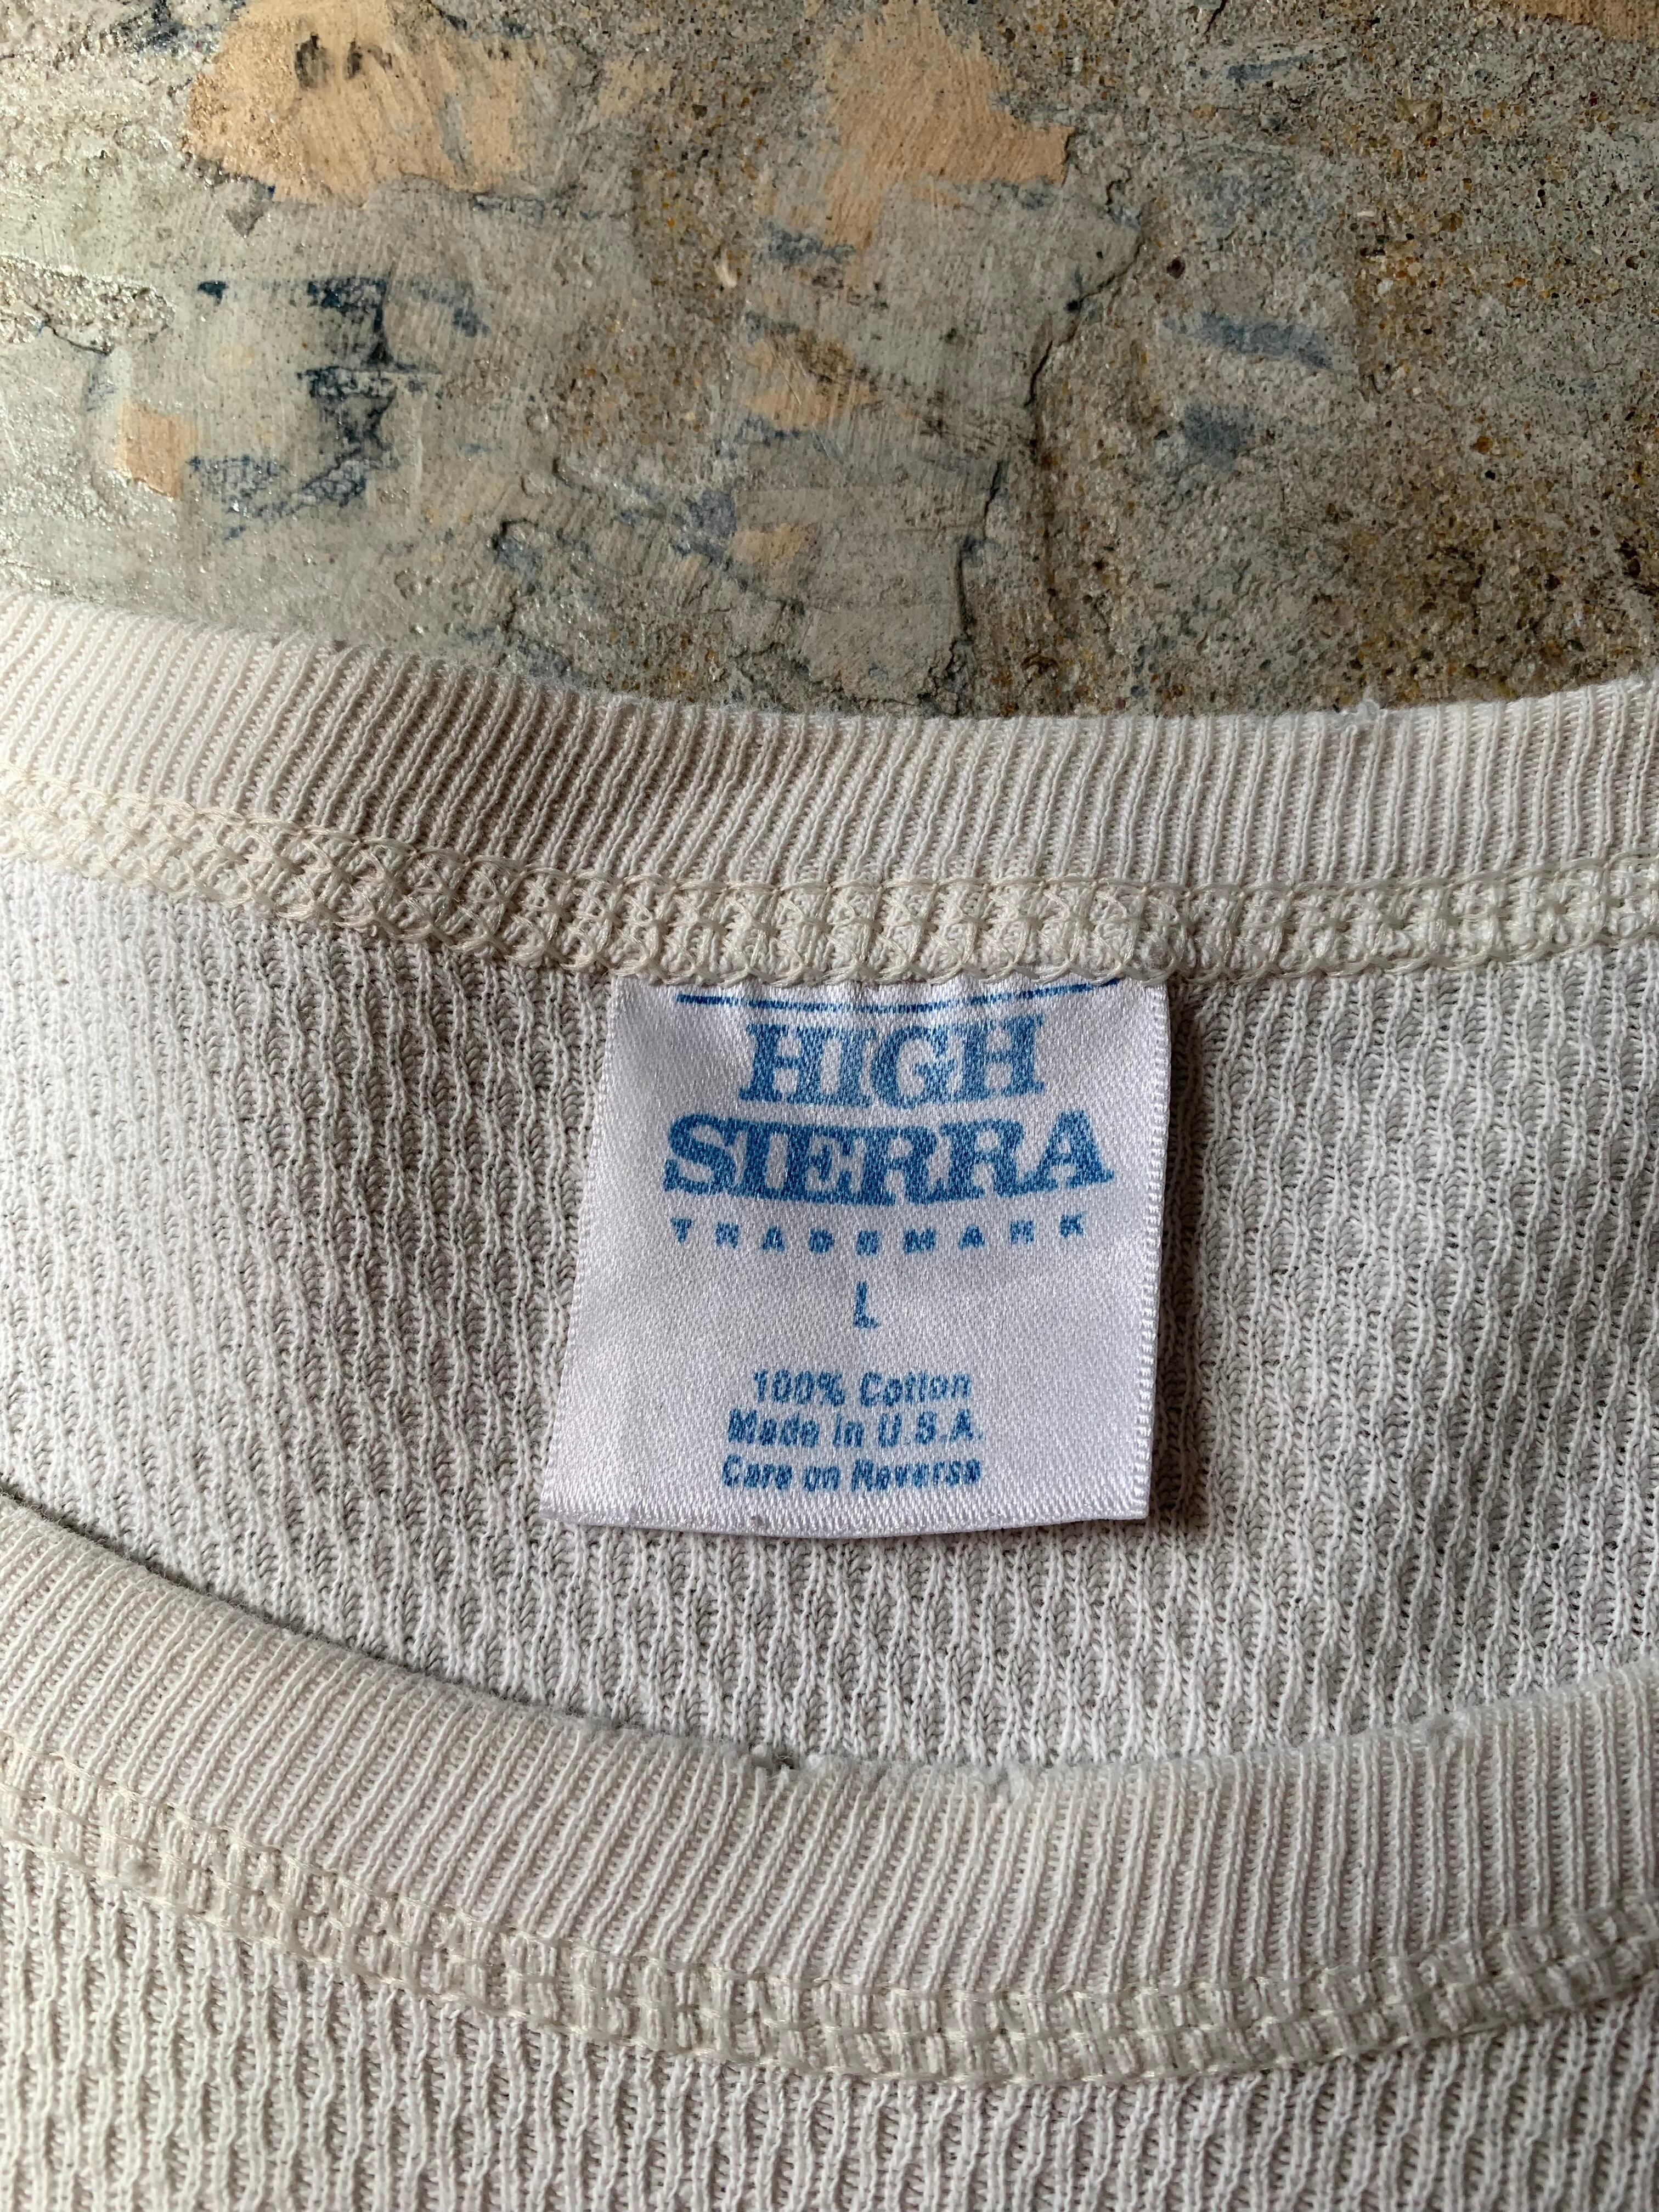 HIGH
SIERRA
TRADEMARK
L
100% Cotton
Made in U.S.A.
Care on Reverse